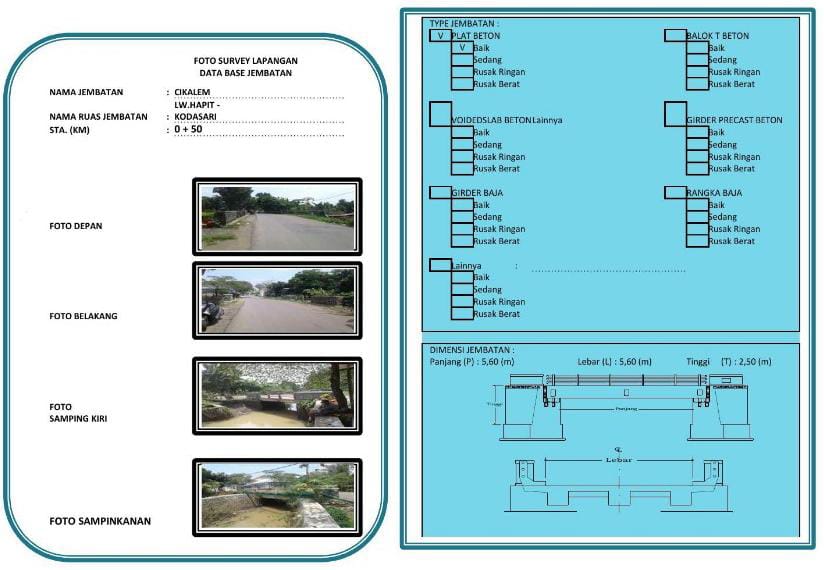 FOTO SURVEY LAPANGAN
DATA BASE JEMBATAN
NAMA JEMBATAN : CIKALEM
LW.HAPIT -
NAMA RUAS JEMBATAN : KODASARI
STA. (KM) : 0 + 50
FOTO DEPAN
FOTO BELAKANG
FOTO
SAMPING KIRI
FOTO SAMPINKANAN
TYPE JEMBATAN :
V PLAT BETON
V Baik
Sedang
Rusak Ringan
Rusak Berat
BALOK T BETON
Baik
Sedang
Rusak Ringan
Rusak Berat
VOIDEDSLAB BETON Lainnya
Baik
Sedang
Rusak Ringan
Rusak Berat
GIRDER PRECAST BETON
Baik
Sedang
Rusak Ringan
Rusak Berat
GIRDER BAJA
Baik
Sedang
Rusak Ringan
Rusak Berat
RANGKA BAJA
Baik
Sedang
Rusak Ringan
Rusak Berat
Lainnya :
Baik
Sedang
Rusak Ringan
Rusak Berat
DIMENSI JEMBATAN :
Panjang (P) : 5,60 (m) Lebar (L) : 5,60 (m) Tinggi (T) : 2,50 (m)
Tinggi
Panjang
Lebar